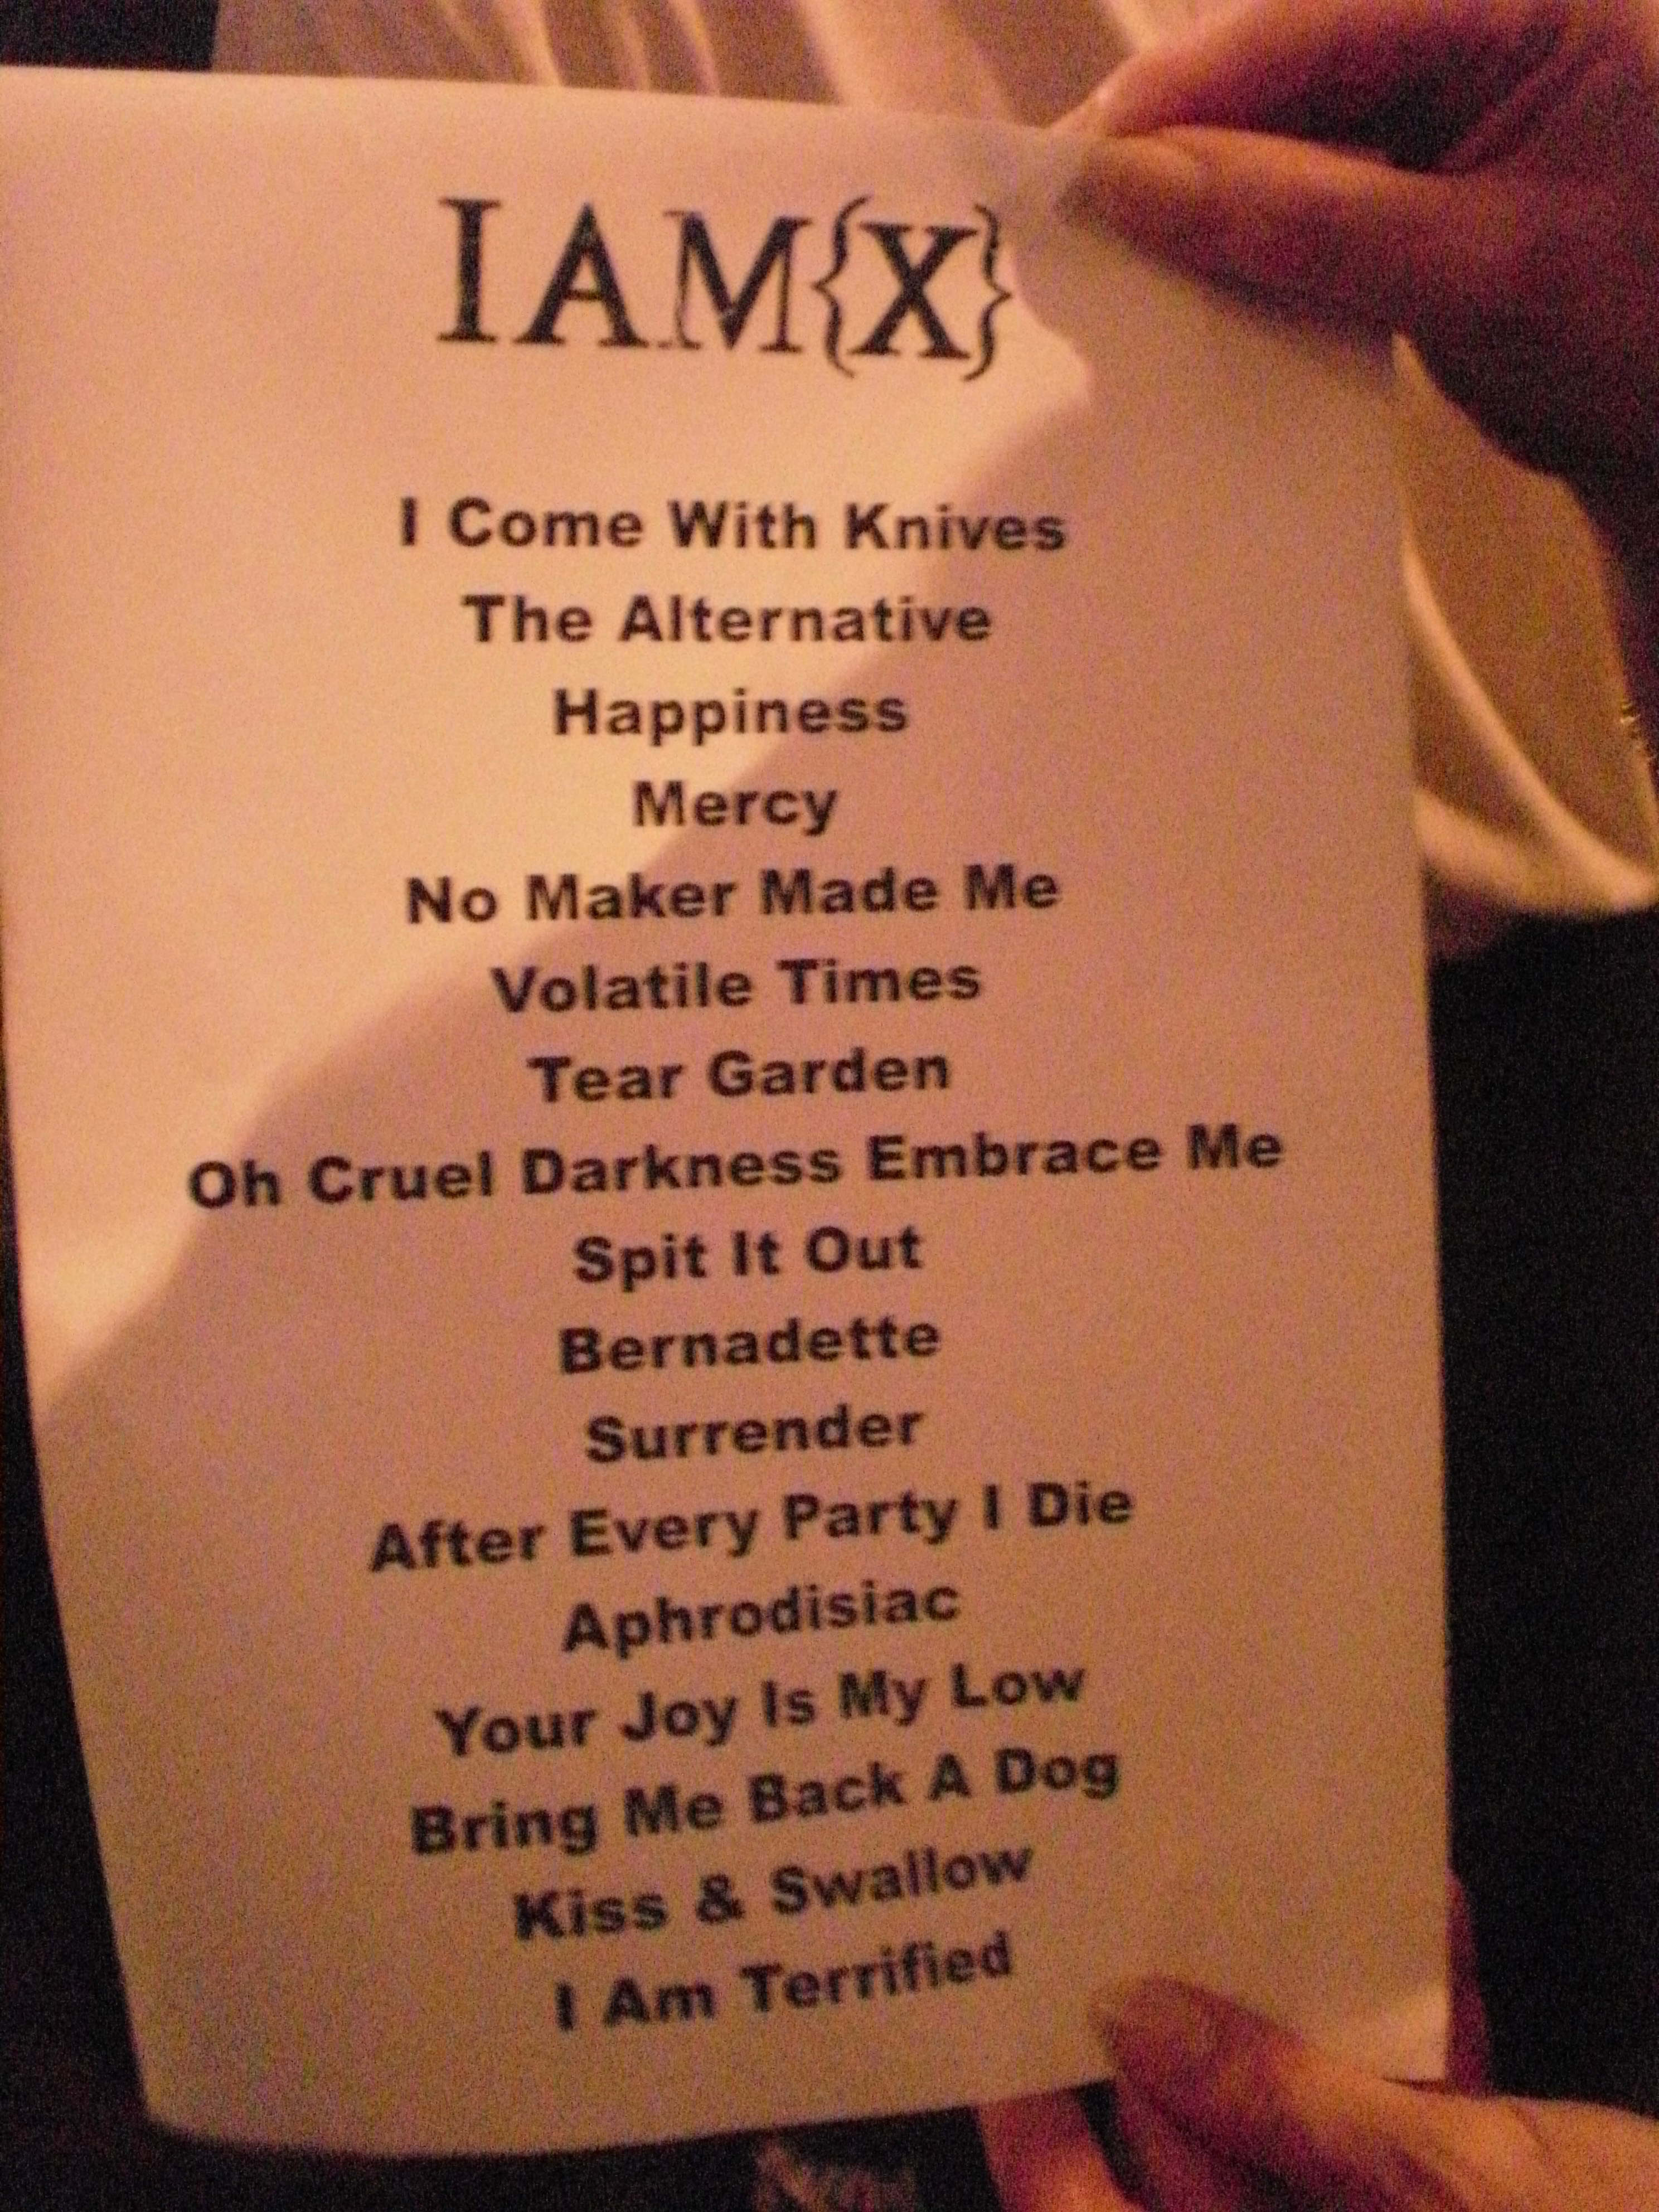 IAM{X}
I Come With Knives
The Alternative
Happiness
Mercy
No Maker Made Me
Volatile Times
Tear Garden
Oh Cruel Darkness Embrace Me
Spit It Out
Bernadette
Surrender
After Every Party I Die
Aphrodisiac
Your Joy Is My Low
Bring Me Back A Dog
Kiss & Swallow
I Am Terrified